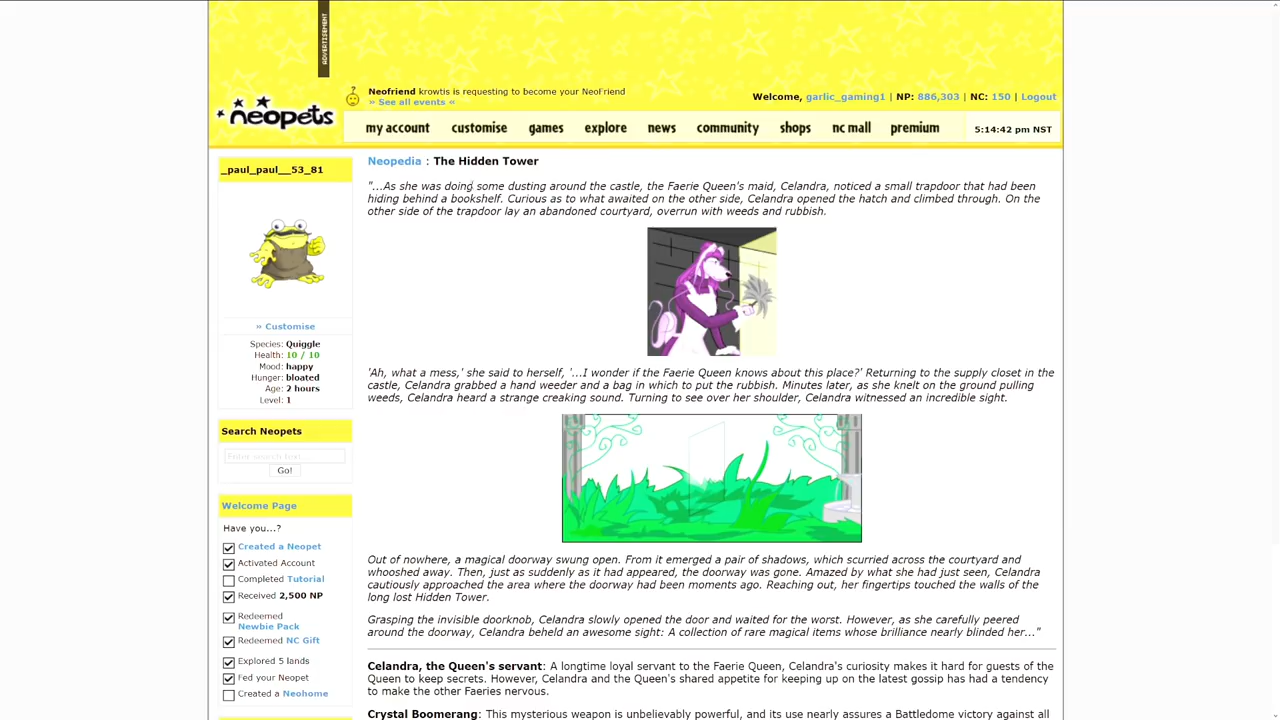 ADVERTISEMENT
Neofriend krowtis is requesting to become your NeoFriend
» See all events «
Welcome, garlic_gaming1 | NP: 886,303 | NC: 150 | Logout
neopets
my account customise games explore news community shops nc mall premium
5:14:42 pm NST
_paul_paul__53_81
» Customise
Species: Quiggle
Health: 10 / 10
Mood: happy
Hunger: bloated
Age: 2 hours
Level: 1
Search Neopets
Enter search text...
Go!
Welcome Page
Have you...?
Created a Neopet
Activated Account
Completed Tutorial
Received 2,500 NP
Redeemed
Newbie Pack
Redeemed NC Gift
Explored 5 lands
Fed your Neopet
Created a Neohome
Neopedia : The Hidden Tower
"...As she was doing some dusting around the castle, the Faerie Queen's maid, Celandra, noticed a small trapdoor that had been
hiding behind a bookshelf. Curious as to what awaited on the other side, Celandra opened the hatch and climbed through. On the
other side of the trapdoor lay an abandoned courtyard, overrun with weeds and rubbish.
'Ah, what a mess,' she said to herself, '...I wonder if the Faerie Queen knows about this place?' Returning to the supply closet in the
castle, Celandra grabbed a hand weeder and a bag in which to put the rubbish. Minutes later, as she knelt on the ground pulling
weeds, Celandra heard a strange creaking sound. Turning to see over her shoulder, Celandra witnessed an incredible sight.
Out of nowhere, a magical doorway swung open. From it emerged a pair of shadows, which scurried across the courtyard and
whooshed away. Then, just as suddenly as it had appeared, the doorway was gone. Amazed by what she had just seen, Celandra
cautiously approached the area where the doorway had been moments ago. Reaching out, her fingertips touched the walls of the
long lost Hidden Tower.
Grasping the invisible doorknob, Celandra slowly opened the door and waited for the worst. However, as she carefully peered
around the doorway, Celandra beheld an awesome sight: A collection of rare magical items whose brilliance nearly blinded her..."
Celandra, the Queen's servant: A longtime loyal servant to the Faerie Queen, Celandra's curiosity makes it hard for guests of the
Queen to keep secrets. However, Celandra and the Queen's shared appetite for keeping up on the latest gossip has had a tendency
to make the other Faeries nervous.
Crystal Boomerang: This mysterious weapon is unbelievably powerful, and its use nearly assures a Battledome victory against all